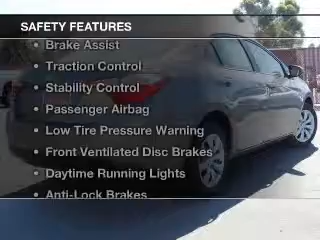 SAFETY FEATURES
• Brake Assist
• Traction Control
• Stability Control
• Passenger Airbag
• Low Tire Pressure Warning
• Front Ventilated Disc Brakes
• Daytime Running Lights
• Anti-Lock Brakes